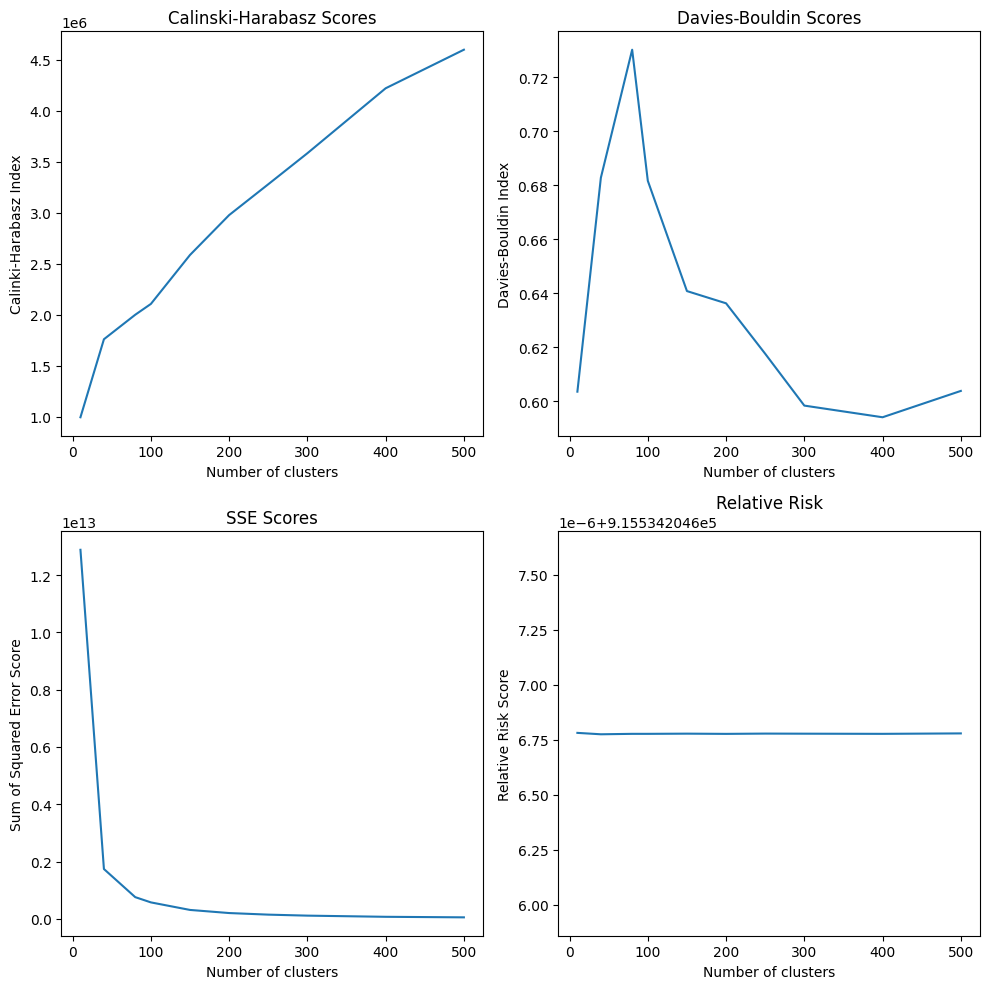 Calinski-Harabasz Scores
1e6
Calinki-Harabasz Index
4.5
4.0
3.5
3.0
2.5
2.0
1.5
1.0
0 100 200 300 400 500
Number of clusters
Davies-Bouldin Scores
Davies-Bouldin Index
0.72
0.70
0.68
0.66
0.64
0.62
0.60
0 100 200 300 400 500
Number of clusters
SSE Scores
1e13
Sum of Squared Error Score
1.2
1.0
0.8
0.6
0.4
0.2
0.0
0 100 200 300 400 500
Number of clusters
Relative Risk
1e−6+9.155342046e5
Relative Risk Score
7.50
7.25
7.00
6.75
6.50
6.25
6.00
0 100 200 300 400 500
Number of clusters